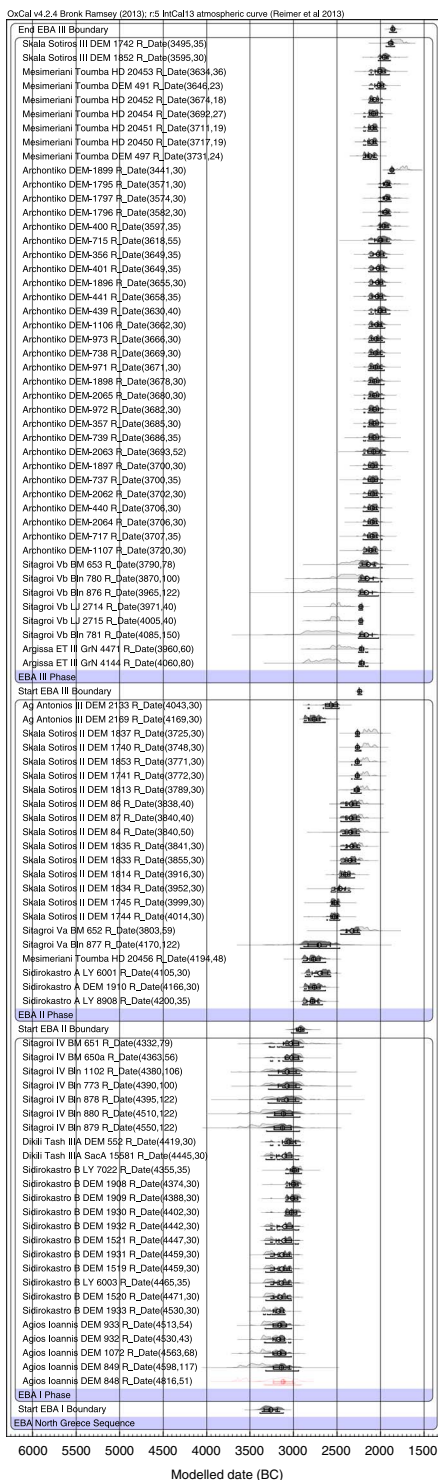 OxCal v4.2.4 Bronk Ramsey (2013); r:5 IntCal13 atmospheric curve (Reimer et al 2013)
End EBA III Boundary
Skala Sotiros III DEM 1742 R_Date(3495,35)
Skala Sotiros III DEM 1852 R_Date(3595,30)
Mesimeriani Toumba HD 20453 R_Date(3634,36)
Mesimeriani Toumba DEM 491 R_Date(3646,23)
Mesimeriani Toumba HD 20452 R_Date(3674,18)
Mesimeriani Toumba HD 20454 R_Date(3692,27)
Mesimeriani Toumba HD 20451 R_Date(3711,19)
Mesimeriani Toumba HD 20450 R_Date(3717,19)
Mesimeriani Toumba DEM 497 R_Date(3731,24)
Archontiko DEM-1899 R_Date(3441,30)
Archontiko DEM-1795 R_Date(3571,30)
Archontiko DEM-1797 R_Date(3574,30)
Archontiko DEM-1796 R_Date(3582,30)
Archontiko DEM-400 R_Date(3597,35)
Archontiko DEM-715 R_Date(3618,55)
Archontiko DEM-356 R_Date(3649,35)
Archontiko DEM-401 R_Date(3649,35)
Archontiko DEM-1896 R_Date(3655,30)
Archontiko DEM-441 R_Date(3658,35)
Archontiko DEM-439 R_Date(3630,40)
Archontiko DEM-1106 R_Date(3662,30)
Archontiko DEM-973 R_Date(3666,30)
Archontiko DEM-738 R_Date(3669,30)
Archontiko DEM-971 R_Date(3671,30)
Archontiko DEM-1898 R_Date(3678,30)
Archontiko DEM-2065 R_Date(3680,30)
Archontiko DEM-972 R_Date(3682,30)
Archontiko DEM-357 R_Date(3685,30)
Archontiko DEM-739 R_Date(3686,35)
Archontiko DEM-2063 R_Date(3693,52)
Archontiko DEM-1897 R_Date(3700,30)
Archontiko DEM-737 R_Date(3700,35)
Archontiko DEM-2062 R_Date(3702,30)
Archontiko DEM-440 R_Date(3706,30)
Archontiko DEM-2064 R_Date(3706,30)
Archontiko DEM-717 R_Date(3707,35)
Archontiko DEM-1107 R_Date(3720,30)
Sitagroi Vb BM 653 R_Date(3790,78)
Sitagroi Vb Bln 780 R_Date(3870,100)
Sitagroi Vb Bln 876 R_Date(3965,122)
Sitagroi Vb LJ 2714 R_Date(3971,40)
Sitagroi Vb LJ 2715 R_Date(4005,40)
Sitagroi Vb Bln 781 R_Date(4085,150)
Argissa ET III GrN 4471 R_Date(3960,60)
Argissa ET III GrN 4144 R_Date(4060,80)
EBA III Phase
Start EBA III Boundary
Ag Antonios III DEM 2133 R_Date(4043,30)
Ag Antonios III DEM 2169 R_Date(4169,30)
Skala Sotiros II DEM 1837 R_Date(3725,30)
Skala Sotiros II DEM 1740 R_Date(3748,30)
Skala Sotiros II DEM 1853 R_Date(3771,30)
Skala Sotiros II DEM 1741 R_Date(3772,30)
Skala Sotiros II DEM 1813 R_Date(3789,30)
Skala Sotiros II DEM 86 R_Date(3838,40)
Skala Sotiros II DEM 87 R_Date(3840,40)
Skala Sotiros II DEM 84 R_Date(3840,50)
Skala Sotiros II DEM 1835 R_Date(3841,30)
Skala Sotiros II DEM 1833 R_Date(3855,30)
Skala Sotiros II DEM 1814 R_Date(3916,30)
Skala Sotiros II DEM 1834 R_Date(3952,30)
Skala Sotiros II DEM 1745 R_Date(3999,30)
Skala Sotiros II DEM 1744 R_Date(4014,30)
Sitagroi Va BM 652 R_Date(3803,59)
Sitagroi Va Bln 877 R_Date(4170,122)
Mesimeriani Toumba HD 20456 R_Date(4194,48)
Sidirokastro A LY 6001 R_Date(4105,30)
Sidirokastro A DEM 1910 R_Date(4166,30)
Sidirokastro A LY 8908 R_Date(4200,35)
EBA II Phase
Start EBA II Boundary
Sitagroi IV BM 651 R_Date(4332,79)
Sitagroi IV BM 650a R_Date(4363,56)
Sitagroi IV Bln 1102 R_Date(4380,106)
Sitagroi IV Bln 773 R_Date(4390,100)
Sitagroi IV Bln 878 R_Date(4395,122)
Sitagroi IV Bln 880 R_Date(4510,122)
Sitagroi IV Bln 879 R_Date(4550,122)
Dikili Tash IIIA DEM 552 R_Date(4419,30)
Dikili Tash IIIA SacA 15581 R_Date(4445,30)
Sidirokastro B LY 7022 R_Date(4355,35)
Sidirokastro B DEM 1908 R_Date(4374,30)
Sidirokastro B DEM 1909 R_Date(4388,30)
Sidirokastro B DEM 1930 R_Date(4402,30)
Sidirokastro B DEM 1932 R_Date(4442,30)
Sidirokastro B DEM 1521 R_Date(4447,30)
Sidirokastro B DEM 1931 R_Date(4459,30)
Sidirokastro B DEM 1519 R_Date(4459,30)
Sidirokastro B LY 6003 R_Date(4465,35)
Sidirokastro B DEM 1520 R_Date(4471,30)
Sidirokastro B DEM 1933 R_Date(4530,30)
Agios Ioannis DEM 933 R_Date(4513,54)
Agios Ioannis DEM 932 R_Date(4530,43)
Agios Ioannis DEM 1072 R_Date(4563,68)
Agios Ioannis DEM 849 R_Date(4598,117)
Agios Ioannis DEM 848 R_Date(4816,51)
EBA I Phase
Start EBA I Boundary
EBA North Greece Sequence
6000 5500 5000 4500 4000 3500 3000 2500 2000 1500
Modelled date (BC)